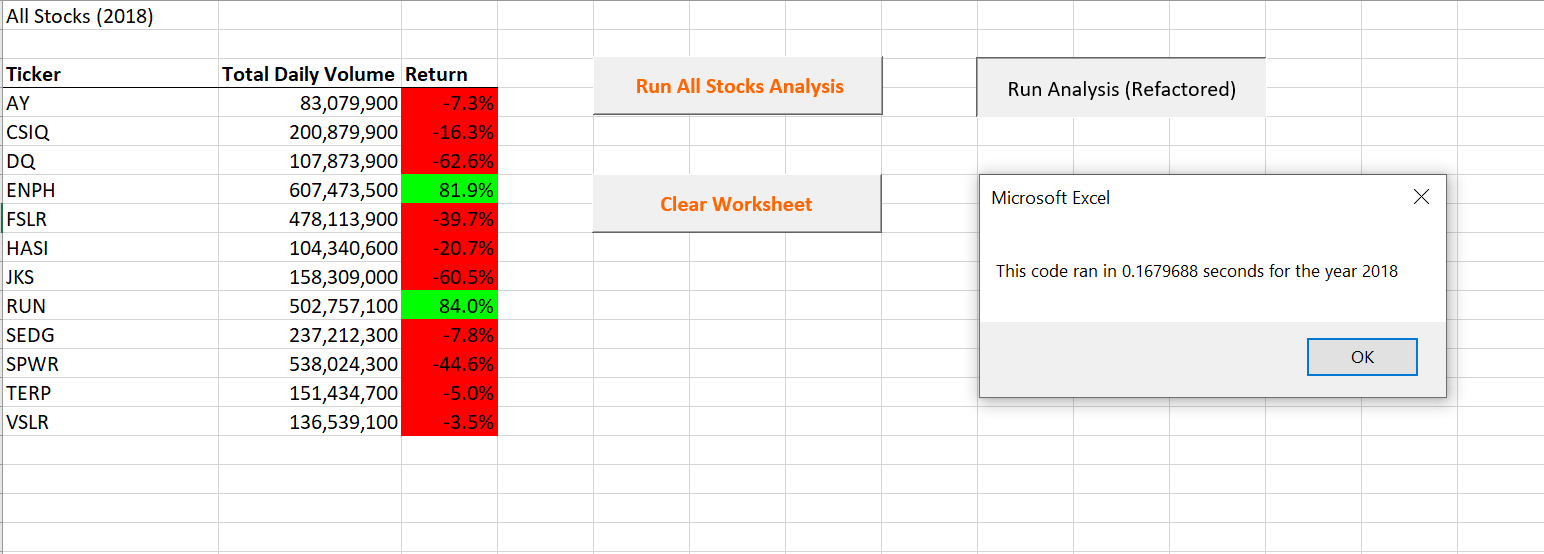 All Stocks (2018)
Ticker Total Daily Volume Return
AY 83,079,900 -7.3%
CSIQ 200,879,900 -16.3%
DQ 107,873,900 -62.6%
ENPH 607,473,500 81.9%
FSLR 478,113,900 -39.7%
HASI 104,340,600 -20.7%
JKS 158,309,000 -60.5%
RUN 502,757,100 84.0%
SEDG 237,212,300 -7.8%
SPWR 538,024,300 -44.6%
TERP 151,434,700 -5.0%
VSLR 136,539,100 -3.5%
Run All Stocks Analysis
Clear Worksheet
Run Analysis (Refactored)
Microsoft Excel
This code ran in 0.1679688 seconds for the year 2018
OK